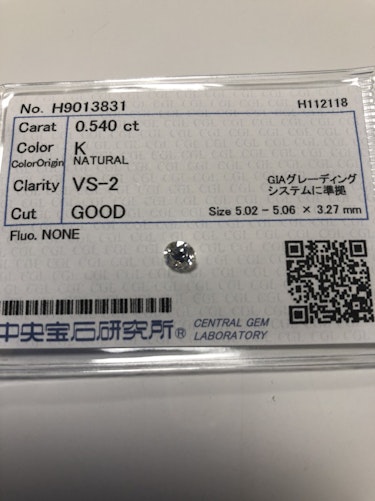 No. H9013831 H112118
Carat 0.540 ct
Color K
ColorOrigin NATURAL
Clarity VS-2 GIAグレーディング
システムに準拠
Cut GOOD Size 5.02 – 5.06 × 3.27 mm
Fluo. NONE
中央宝石研究所® CENTRAL GEM
LABORATORY